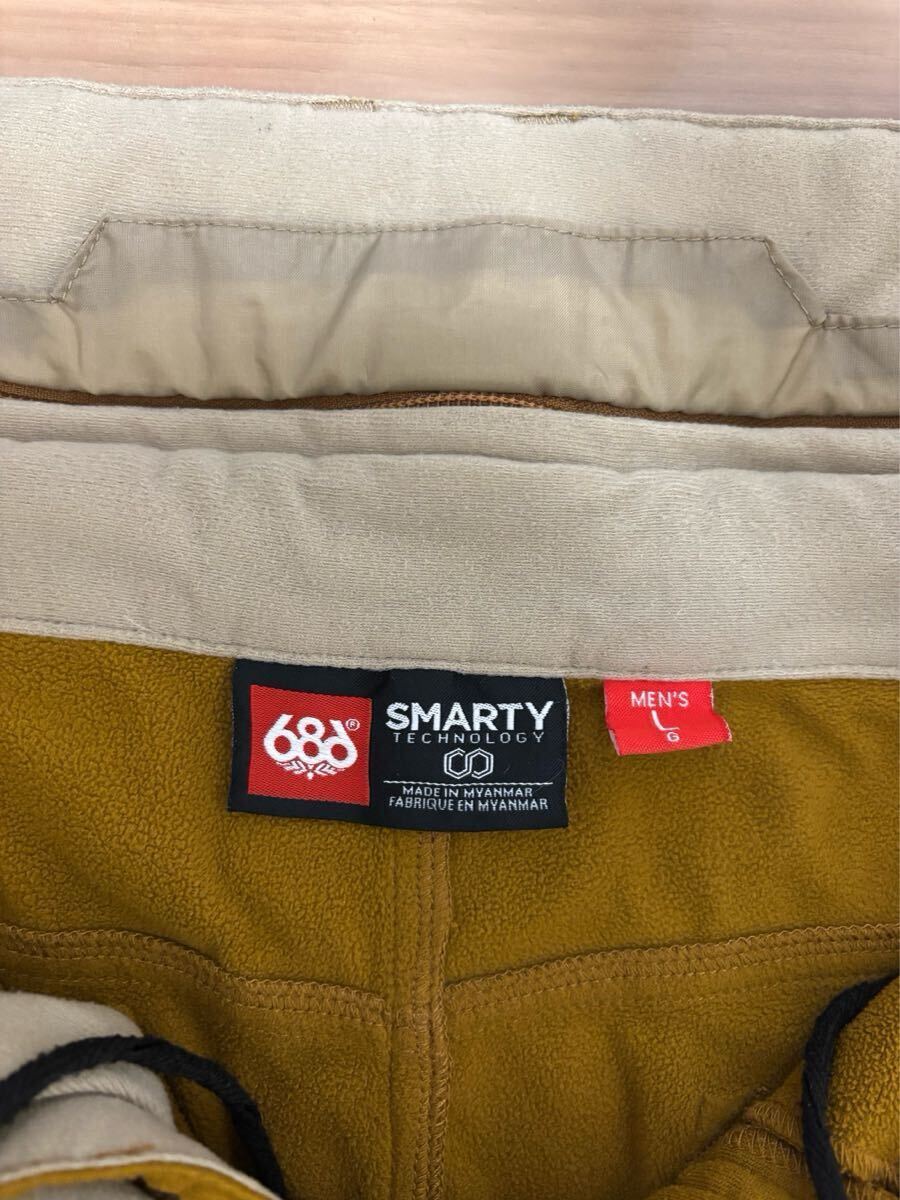 686®
SMARTY
TECHNOLOGY
MADE IN MYANMAR
FABRIQUE EN MYANMAR
MEN'S
L
G